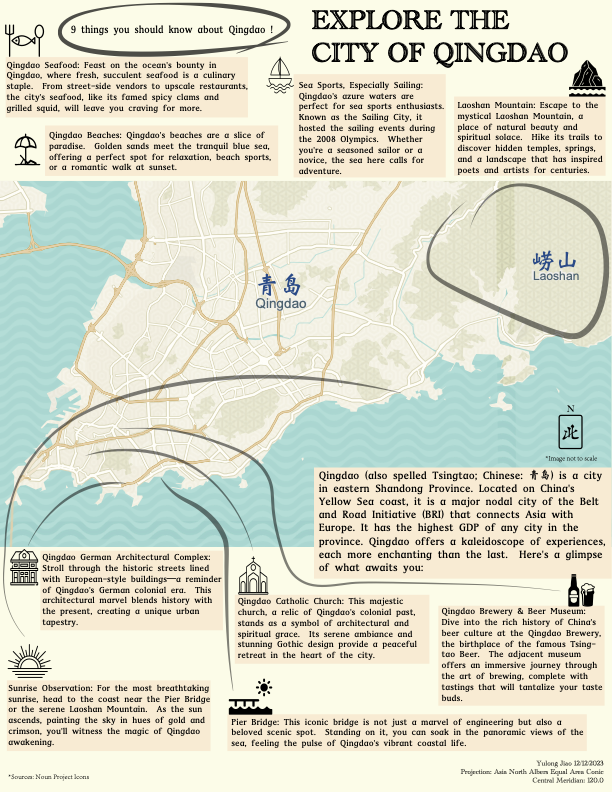 9 things you should know about Qingdao !
EXPLORE THE
CITY OF QINGDAO
Qingdao Seafood: Feast on the ocean's bounty in
Qingdao, where fresh, succulent seafood is a culinary
staple. From street-side vendors to upscale restaurants,
the city's seafood, like its famed spicy clams and
grilled squid, will leave you craving for more.
Sea Sports, Especially Sailing:
Qingdao's azure waters are
perfect for sea sports enthusiasts.
Known as the Sailing City, it
hosted the sailing events during
the 2008 Olympics. Whether
you're a seasoned sailor or a
novice, the sea here calls for
adventure.
Laoshan Mountain: Escape to the
mystical Laoshan Mountain, a
place of natural beauty and
spiritual solace. Hike its trails to
discover hidden temples, springs,
and a landscape that has inspired
poets and artists for centuries.
Qingdao Beaches: Qingdao's beaches are a slice of
paradise. Golden sands meet the tranquil blue sea,
offering a perfect spot for relaxation, beach sports,
or a romantic walk at sunset.
崂山
Laoshan
青岛
Qingdao
N
北
*Image not to scale
Qingdao (also spelled Tsingtao; Chinese: 青岛) is a city
in eastern Shandong Province. Located on China's
Yellow Sea coast, it is a major nodal city of the Belt
and Road Initiative (BRI) that connects Asia with
Europe. It has the highest GDP of any city in the
province. Qingdao offers a kaleidoscope of experiences,
each more enchanting than the last. Here's a glimpse
of what awaits you:
Qingdao German Architectural Complex:
Stroll through the historic streets lined
with European-style buildings—a reminder
of Qingdao's German colonial era. This
architectural marvel blends history with
the present, creating a unique urban
tapestry.
Qingdao Catholic Church: This majestic
church, a relic of Qingdao's colonial past,
stands as a symbol of architectural and
spiritual grace. Its serene ambiance and
stunning Gothic design provide a peaceful
retreat in the heart of the city.
Qingdao Brewery & Beer Museum:
Dive into the rich history of China's
beer culture at the Qingdao Brewery,
the birthplace of the famous Tsing-
tao Beer. The adjacent museum
offers an immersive journey through
the art of brewing, complete with
tastings that will tantalize your taste
buds.
Sunrise Observation: For the most breathtaking
sunrise, head to the coast near the Pier Bridge
or the serene Laoshan Mountain. As the sun
ascends, painting the sky in hues of gold and
crimson, you'll witness the magic of Qingdao
awakening.
Pier Bridge: This iconic bridge is not just a marvel of engineering but also a
beloved scenic spot. Standing on it, you can soak in the panoramic views of the
sea, feeling the pulse of Qingdao's vibrant coastal life.
*Sources: Noun Project Icons
Yulong Jiao 12/12/2023
Projection: Asia North Albers Equal Area Conic
Central Meridian: 120.0